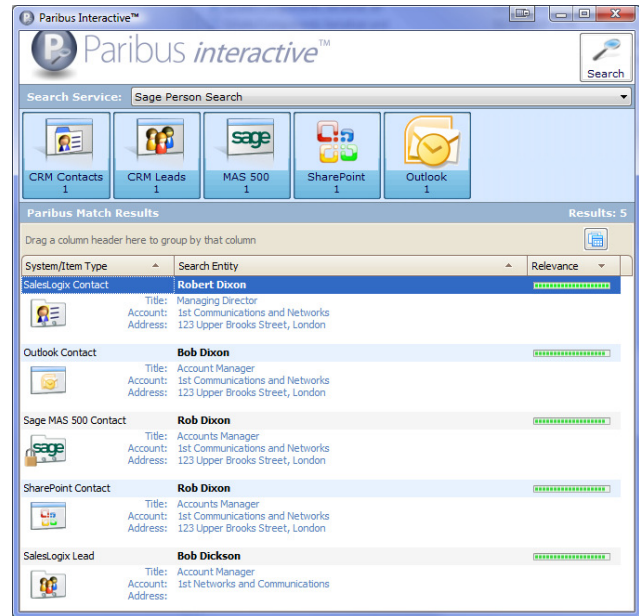 Paribus Interactive™
Paribus interactive™
Search
Search Service: Sage Person Search
CRM Contacts
1
CRM Leads
1
sage
MAS 500
1
SharePoint
1
Outlook
1
Paribus Match Results Results: 5
Drag a column header here to group by that column
System/Item Type Search Entity Relevance
SalesLogix Contact Robert Dixon
Title: Managing Director
Account: 1st Communications and Networks
Address: 123 Upper Brooks Street, London
Outlook Contact Bob Dixon
Title: Account Manager
Account: 1st Communications and Networks
Address: 123 Upper Brooks Street, London
Sage MAS 500 Contact Rob Dixon
sage
Title: Accounts Manager
Account: 1st Communications and Networks
Address: 123 Upper Brooks Street, London
SharePoint Contact Rob Dixon
Title: Accounts Manager
Account: 1st Communications and Networks
Address: 123 Upper Brooks Street, London
SalesLogix Lead Bob Dickson
Title: Account Manager
Account: 1st Networks and Communications
Address: